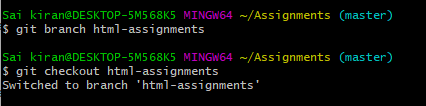 Sai kiran@DESKTOP-5M568K5 MINGW64 ~/Assignments (master)
$ git branch html-assignments
Sai kiran@DESKTOP-5M568K5 MINGW64 ~/Assignments (master)
$ git checkout html-assignments
Switched to branch 'html-assignments'